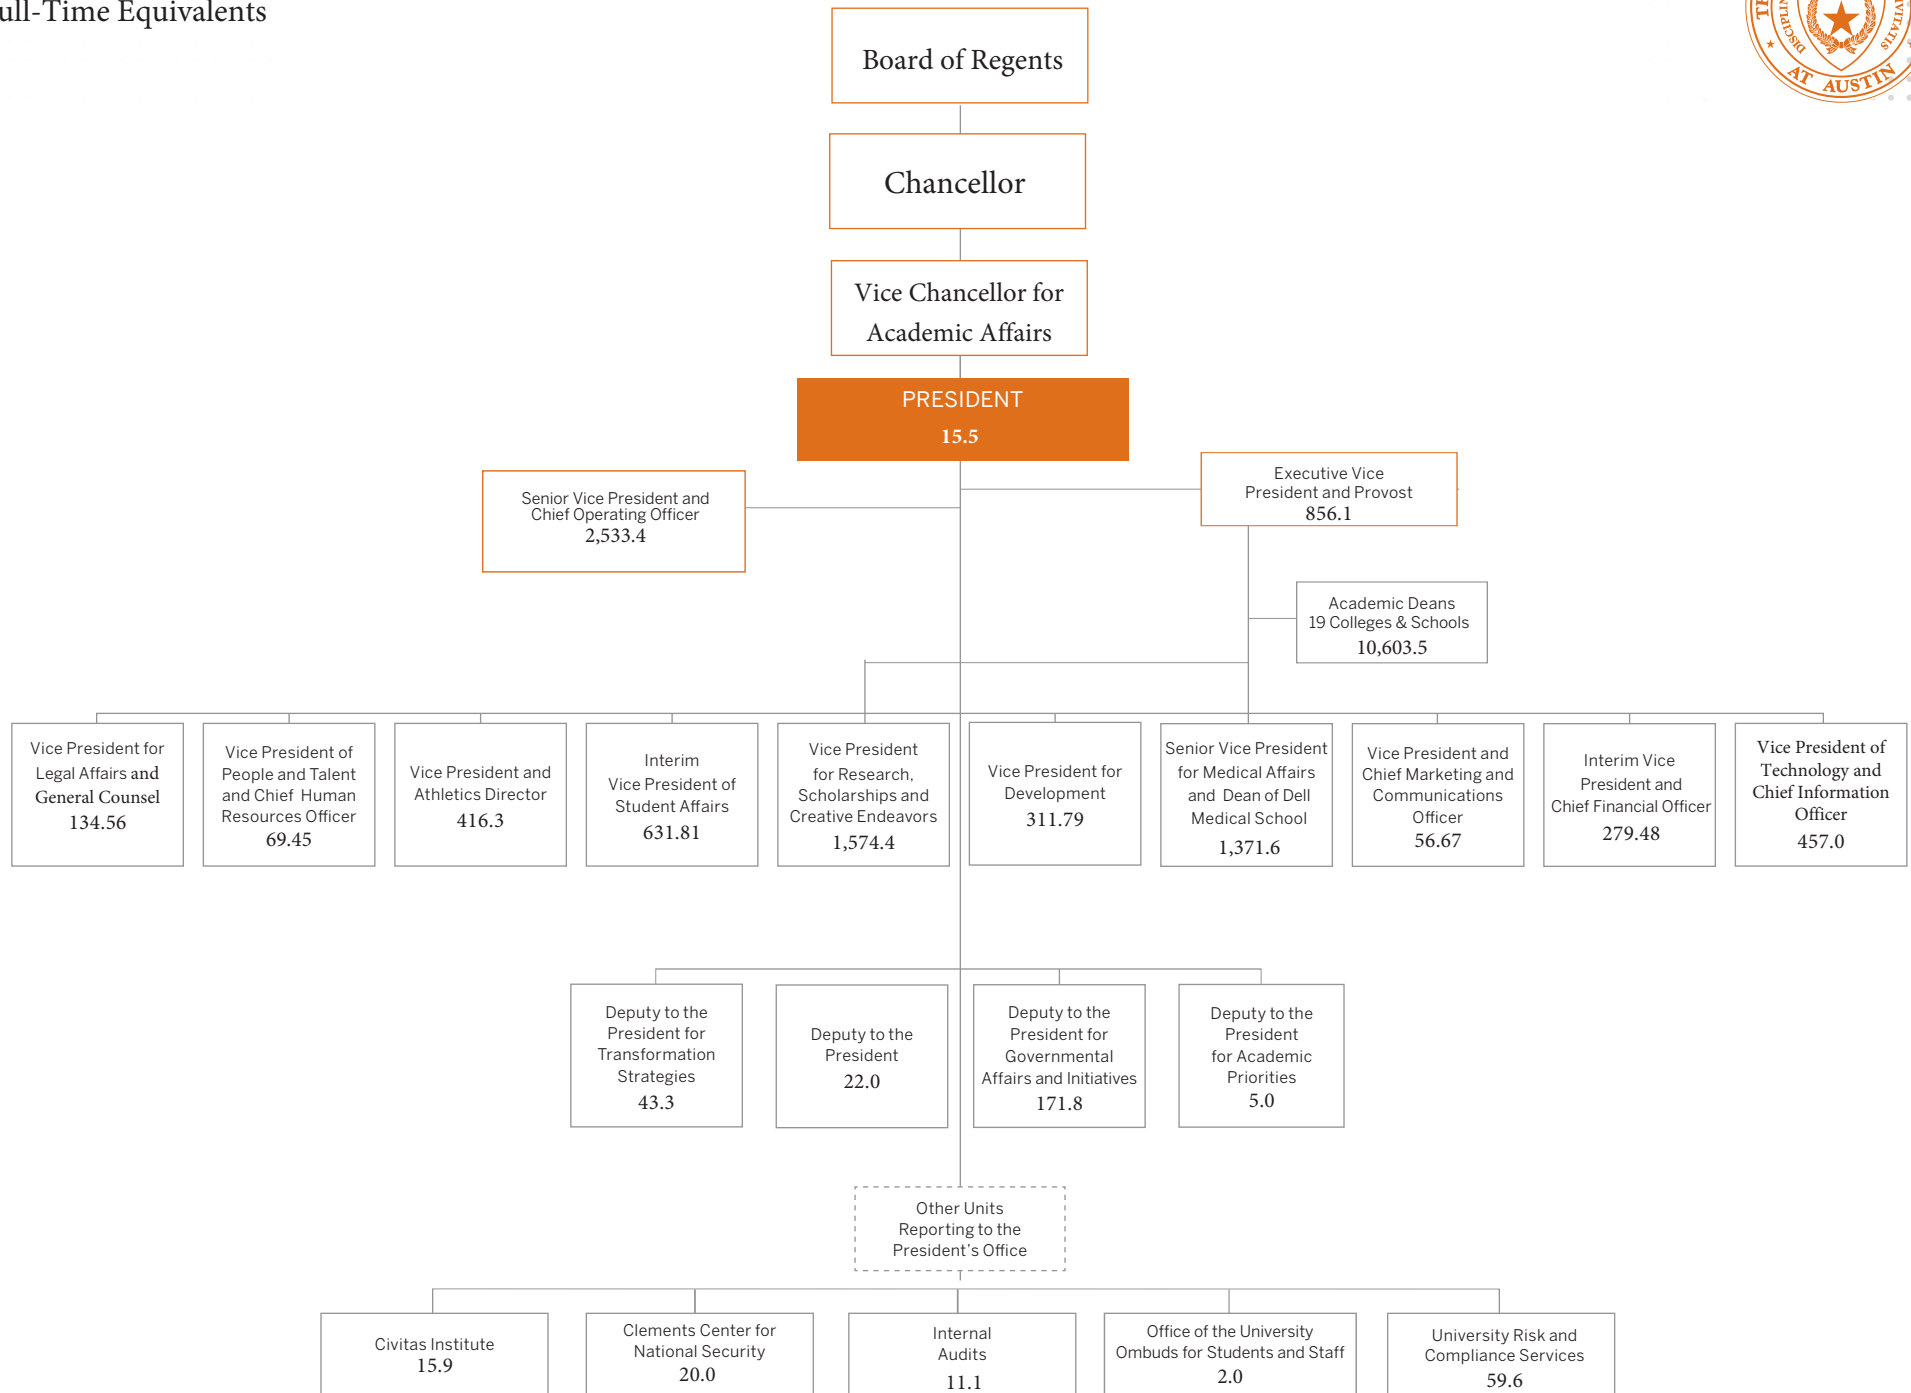 Full-Time Equivalents
AT AUSTIN
Board of Regents
Chancellor
Vice Chancellor for
Academic Affairs
PRESIDENT
15.5
Senior Vice President and
Chief Operating Officer
2,533.4
Executive Vice
President and Provost
856.1
Academic Deans
19 Colleges & Schools
10,603.5
Vice President for
Legal Affairs and
General Counsel
134.56
Vice President of
People and Talent
and Chief Human
Resources Officer
69.45
Vice President and
Athletics Director
416.3
Interim
Vice President of
Student Affairs
631.81
Vice President
for Research,
Scholarships and
Creative Endeavors
1,574.4
Vice President for
Development
311.79
Senior Vice President
for Medical Affairs
and Dean of Dell
Medical School
1,371.6
Vice President and
Chief Marketing and
Communications
Officer
56.67
Interim Vice
President and
Chief Financial Officer
279.48
Vice President of
Technology and
Chief Information
Officer
457.0
Deputy to the
President for
Transformation
Strategies
43.3
Deputy to the
President
22.0
Deputy to the
President for
Governmental
Affairs and Initiatives
171.8
Deputy to the
President
for Academic
Priorities
5.0
Other Units
Reporting to the
President's Office
Civitas Institute
15.9
Clements Center for
National Security
20.0
Internal
Audits
11.1
Office of the University
Ombuds for Students and Staff
2.0
University Risk and
Compliance Services
59.6